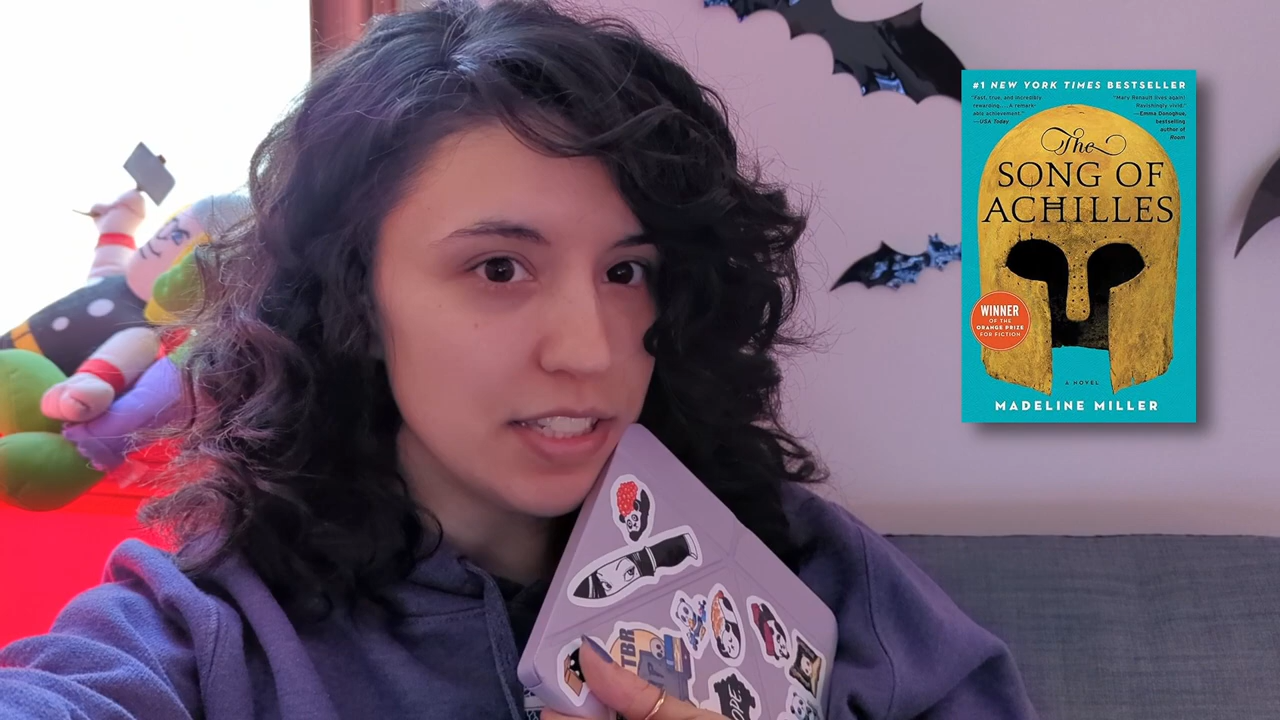 #1 NEW YORK TIMES BESTSELLER
"Fast, true, and incredibly
rewarding.... A remark-
able achievement."
—USA Today
"Mary Renault lives again!
Ravishingly vivid."
—Emma Donoghue,
bestselling
author of
Room
The
SONG OF
ACHILLES
WINNER
OF THE
ORANGE PRIZE
FOR FICTION
A NOVEL
MADELINE MILLER
TBR
OPE.